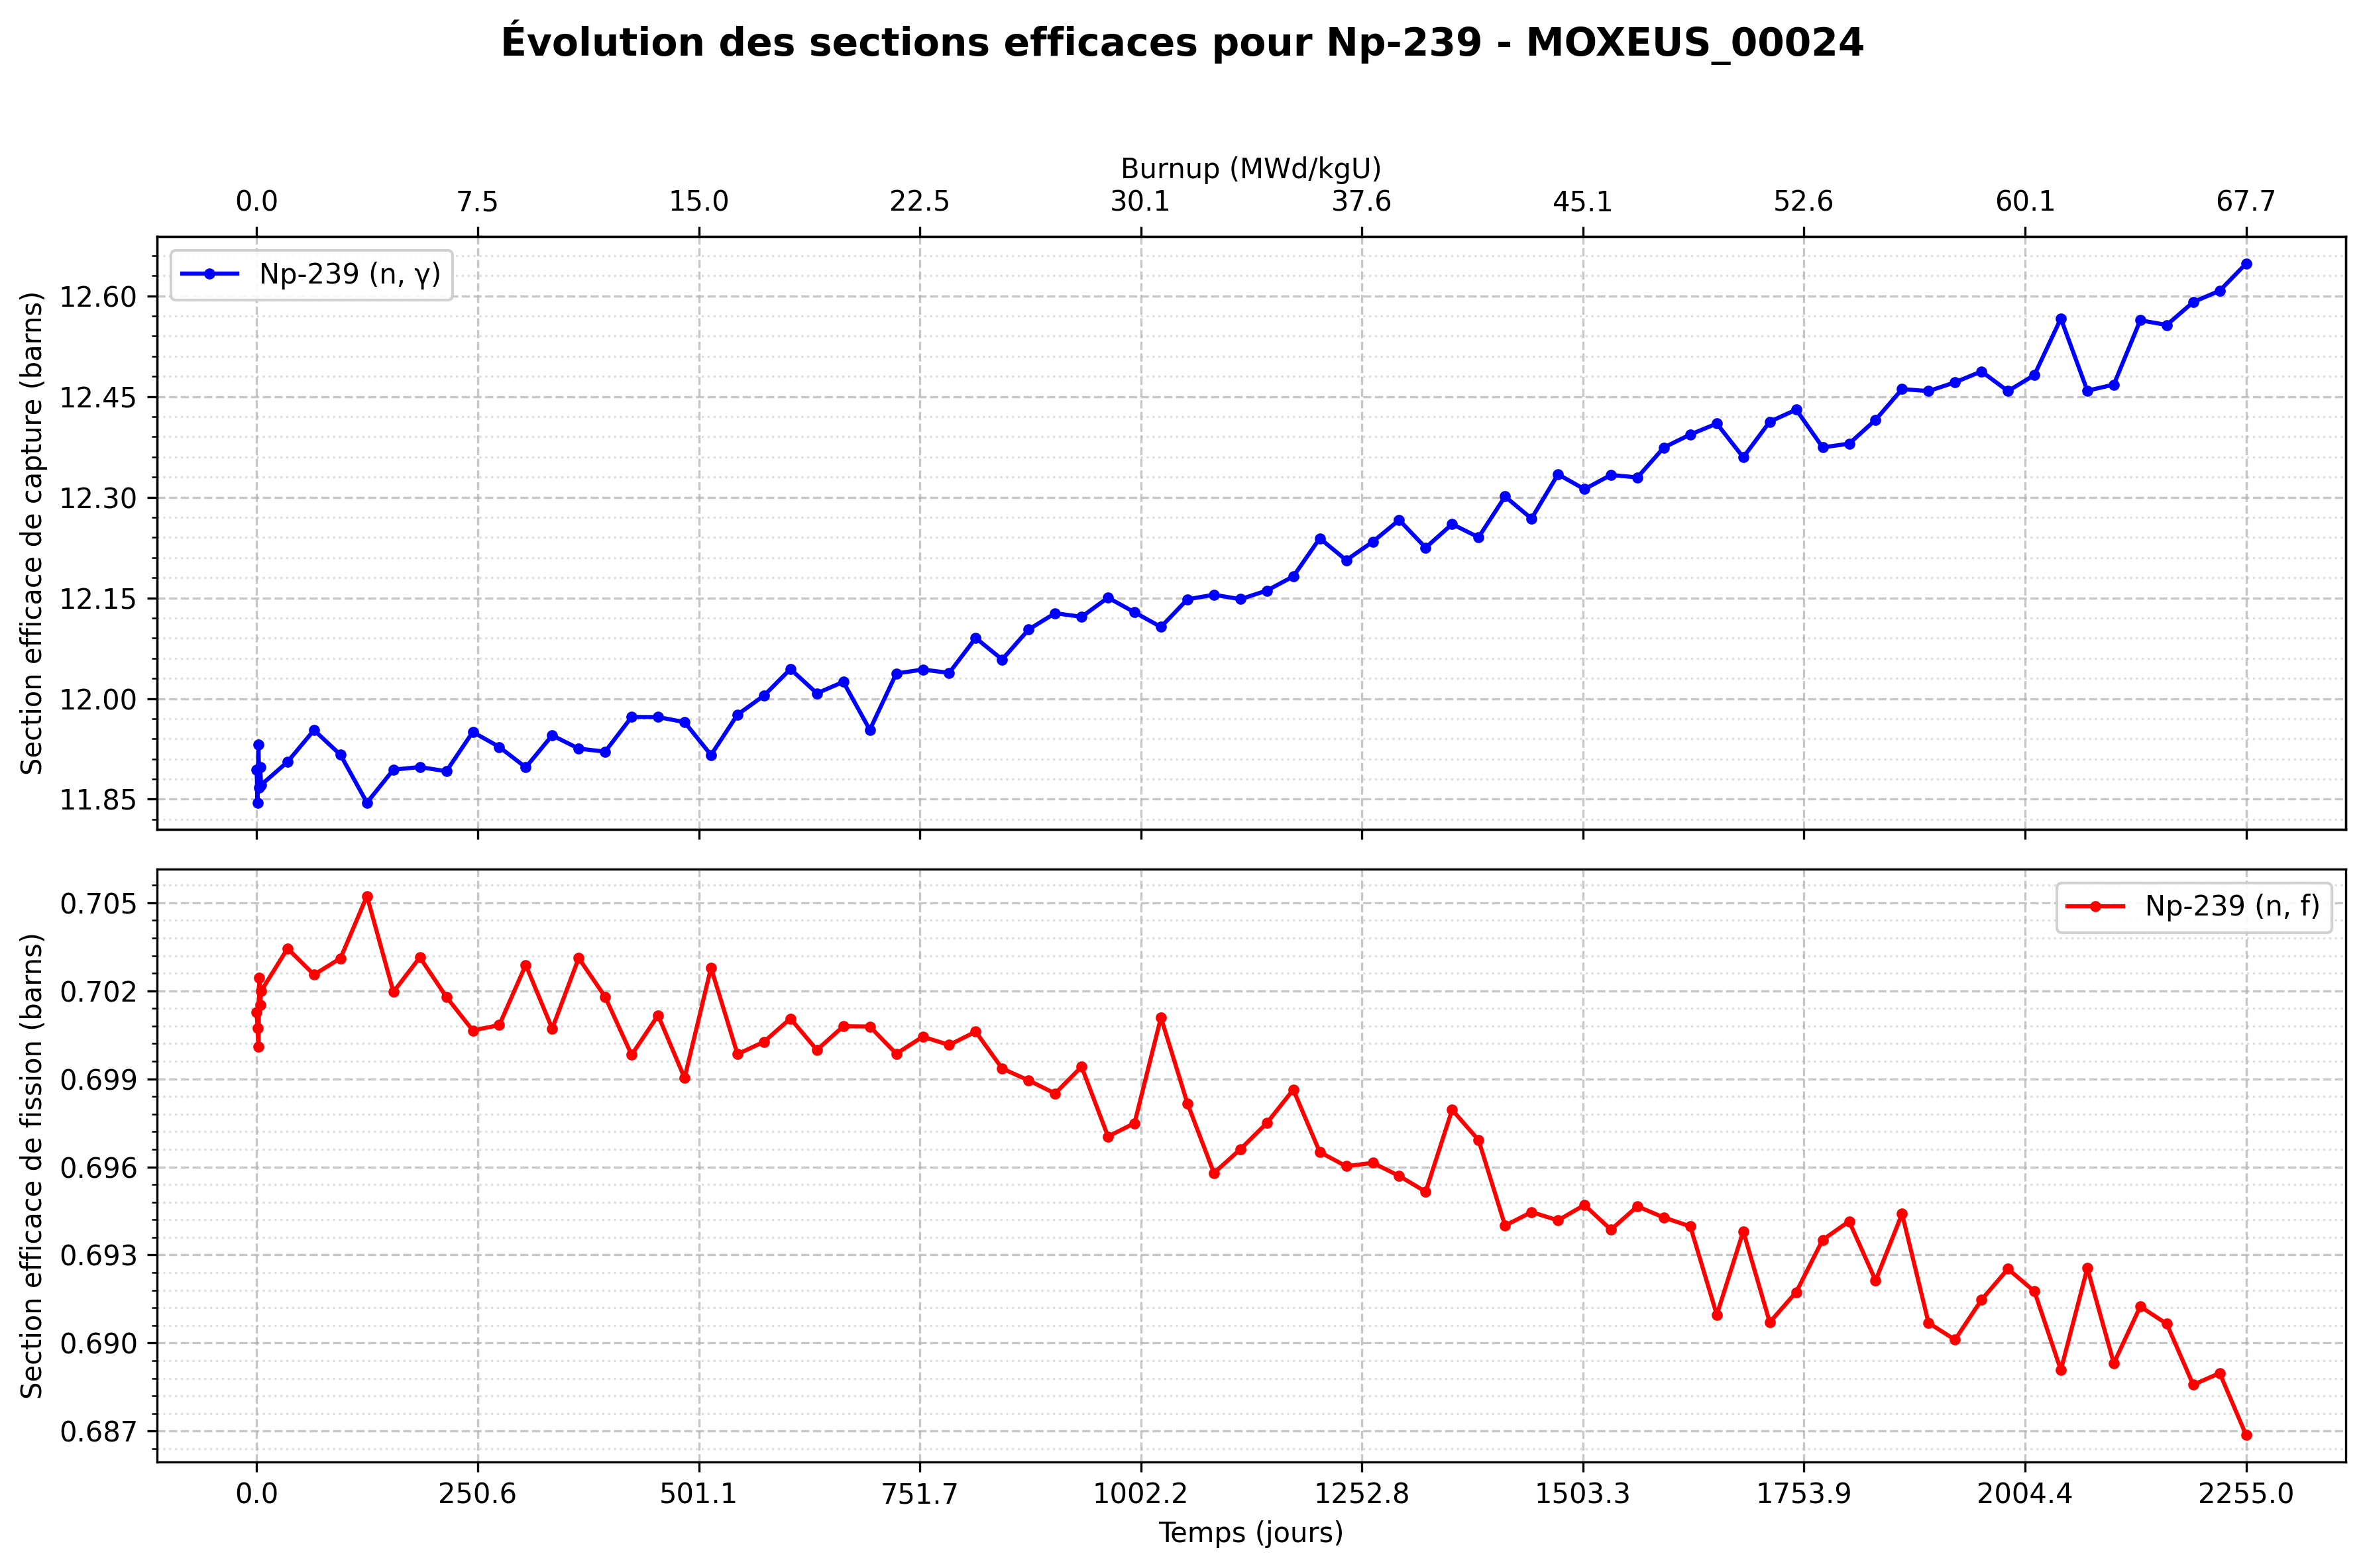 Évolution des sections efficaces pour Np-239 - MOXEUS_00024
Burnup (MWd/kgU)
0.0 7.5 15.0 22.5 30.1 37.6 45.1 52.6 60.1 67.7
Np-239 (n, γ)
Section efficace de capture (barns)
12.60
12.45
12.30
12.15
12.00
11.85
Np-239 (n, f)
Section efficace de fission (barns)
0.705
0.702
0.699
0.696
0.693
0.690
0.687
0.0 250.6 501.1 751.7 1002.2 1252.8 1503.3 1753.9 2004.4 2255.0
Temps (jours)